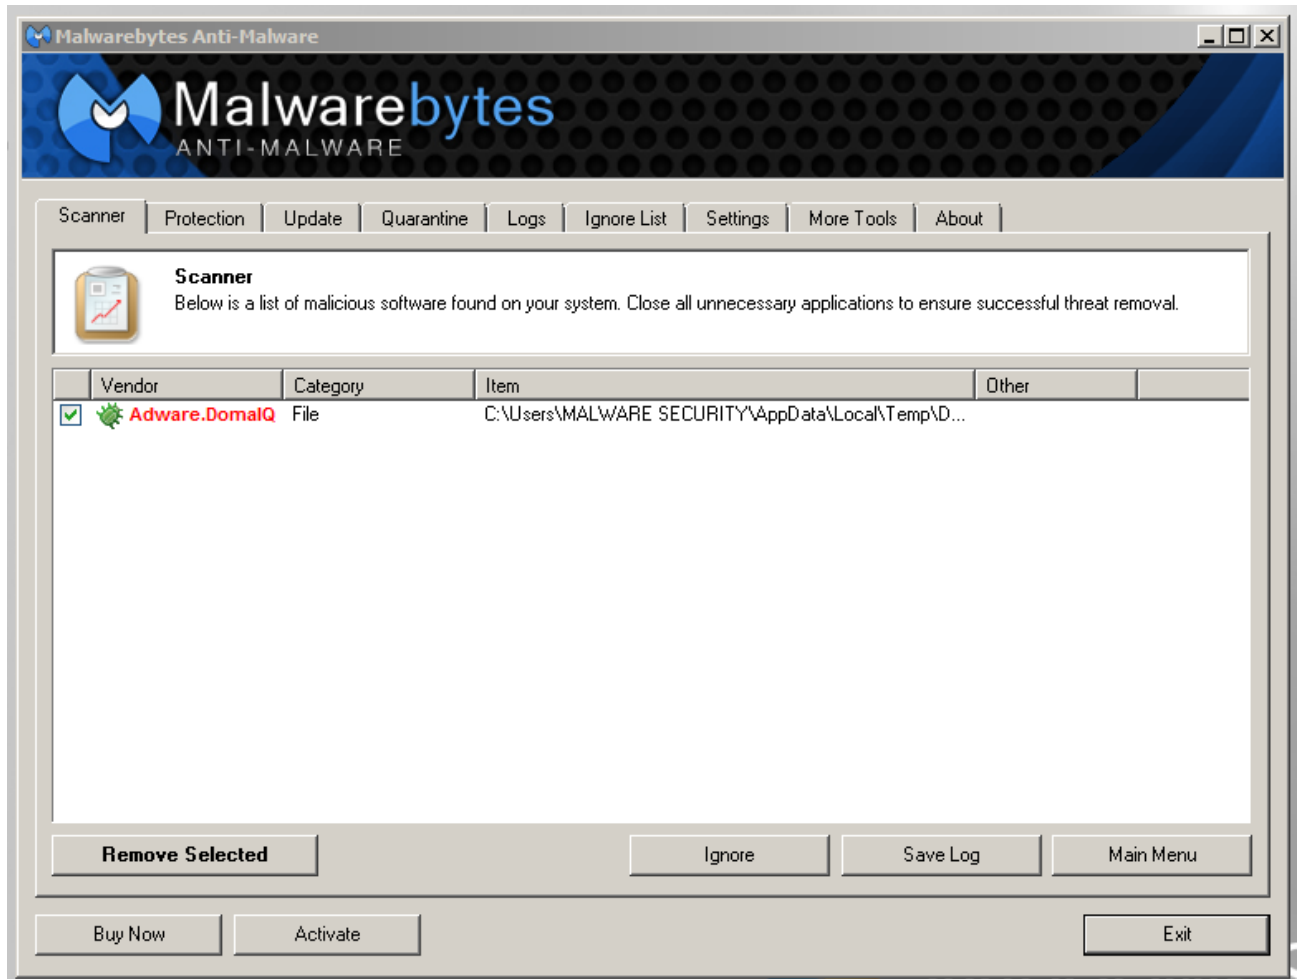 Malwarebytes Anti-Malware
Malwarebytes
ANTI-MALWARE
Scanner Protection Update Quarantine Logs Ignore List Settings More Tools About
Scanner
Below is a list of malicious software found on your system. Close all unnecessary applications to ensure successful threat removal.
Vendor Category Item Other
Adware.DomaIQ File C:\Users\MALWARE SECURITY\AppData\Local\Temp\D...
Remove Selected Ignore Save Log Main Menu
Buy Now Activate Exit